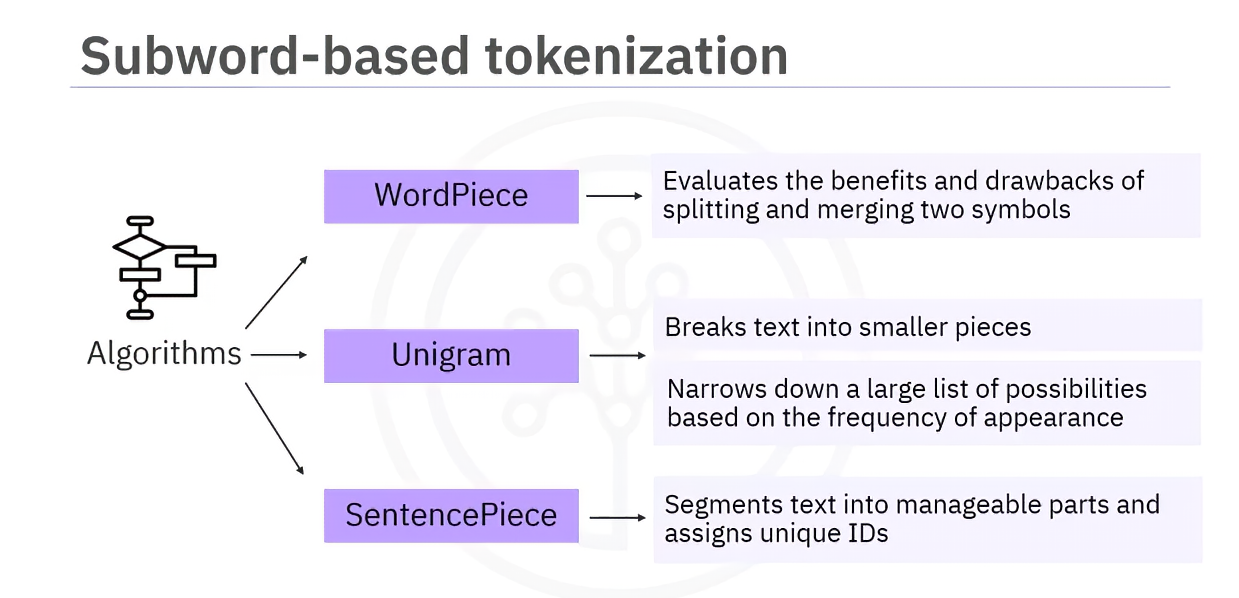 Subword-based tokenization
WordPiece
Evaluates the benefits and drawbacks of
splitting and merging two symbols
Algorithms
Unigram
Breaks text into smaller pieces
Narrows down a large list of possibilities
based on the frequency of appearance
SentencePiece
Segments text into manageable parts and
assigns unique IDs